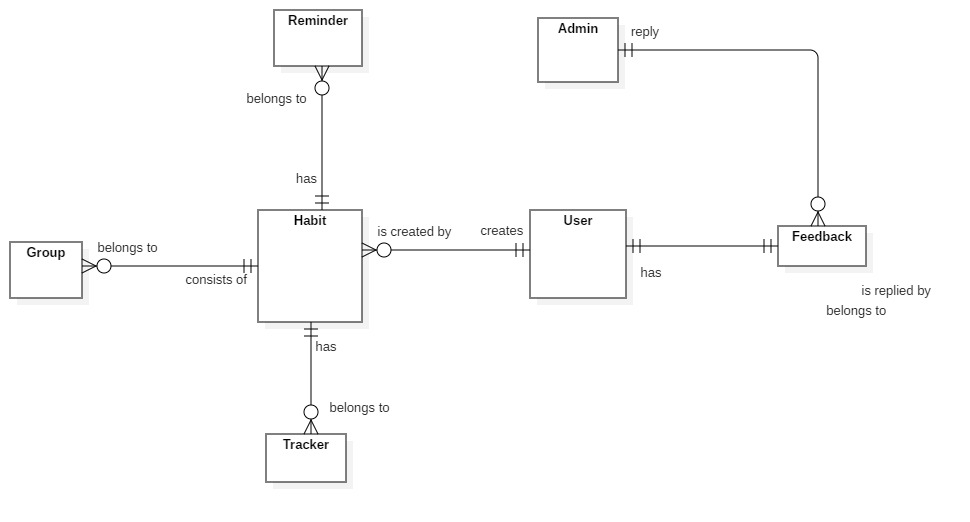 Reminder
Admin
reply
belongs to
has
Habit
is created by
creates
User
Feedback
Group
belongs to
consists of
has
is replied by
belongs to
has
belongs to
Tracker